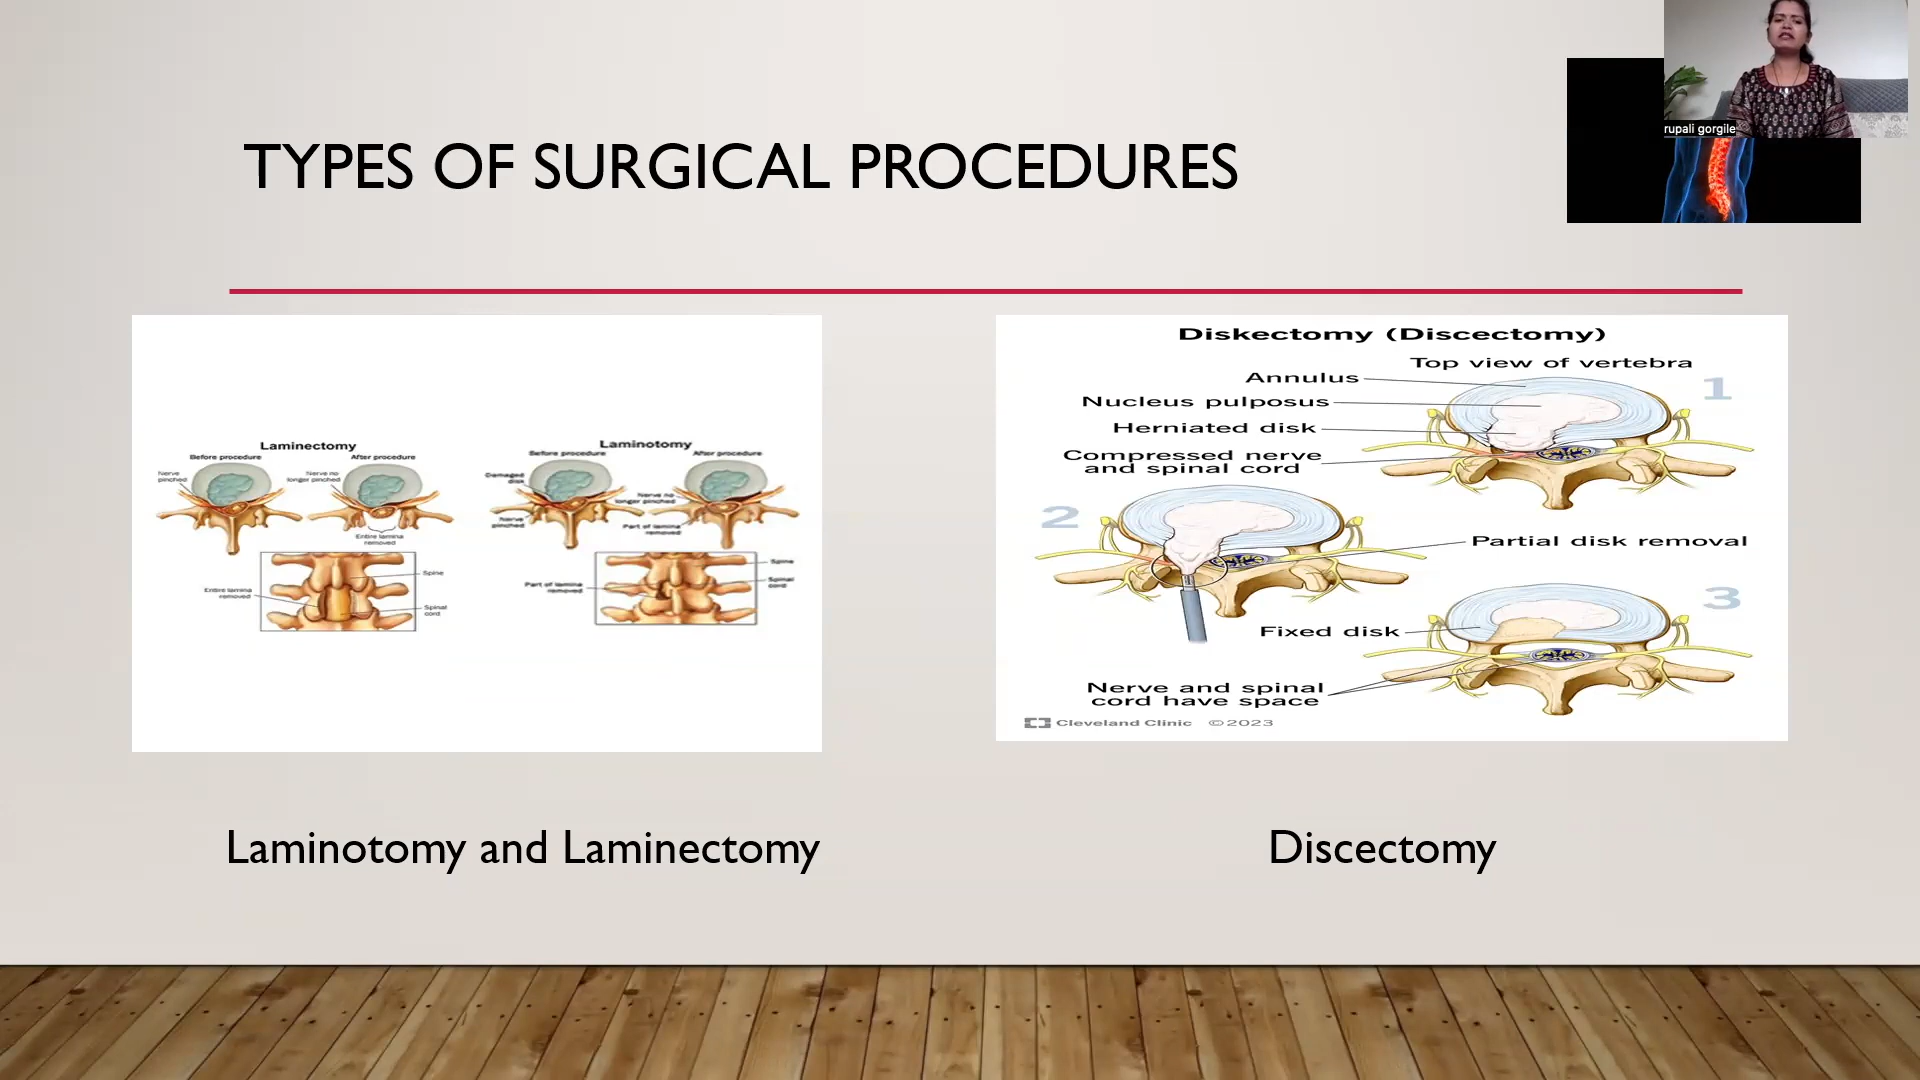 rupali gorgile
TYPES OF SURGICAL PROCEDURES
Laminectomy
Before procedure
After procedure
Nerve
pinched
Nerve no
longer pinched
Entire lamina
removed
Entire lamina
removed
Spine
Spinal
cord
Laminotomy
Before procedure
After procedure
Damaged
disk
Nerve no
longer pinched
Nerve
pinched
Part of lamina
removed
Part of lamina
removed
Spine
Spinal
cord
Diskectomy (Discectomy)
Top view of vertebra
1
Annulus
Nucleus pulposus
Herniated disk
Compressed nerve
and spinal cord
2
Partial disk removal
3
Fixed disk
Nerve and spinal
cord have space
Cleveland Clinic ©2023
Laminotomy and Laminectomy
Discectomy